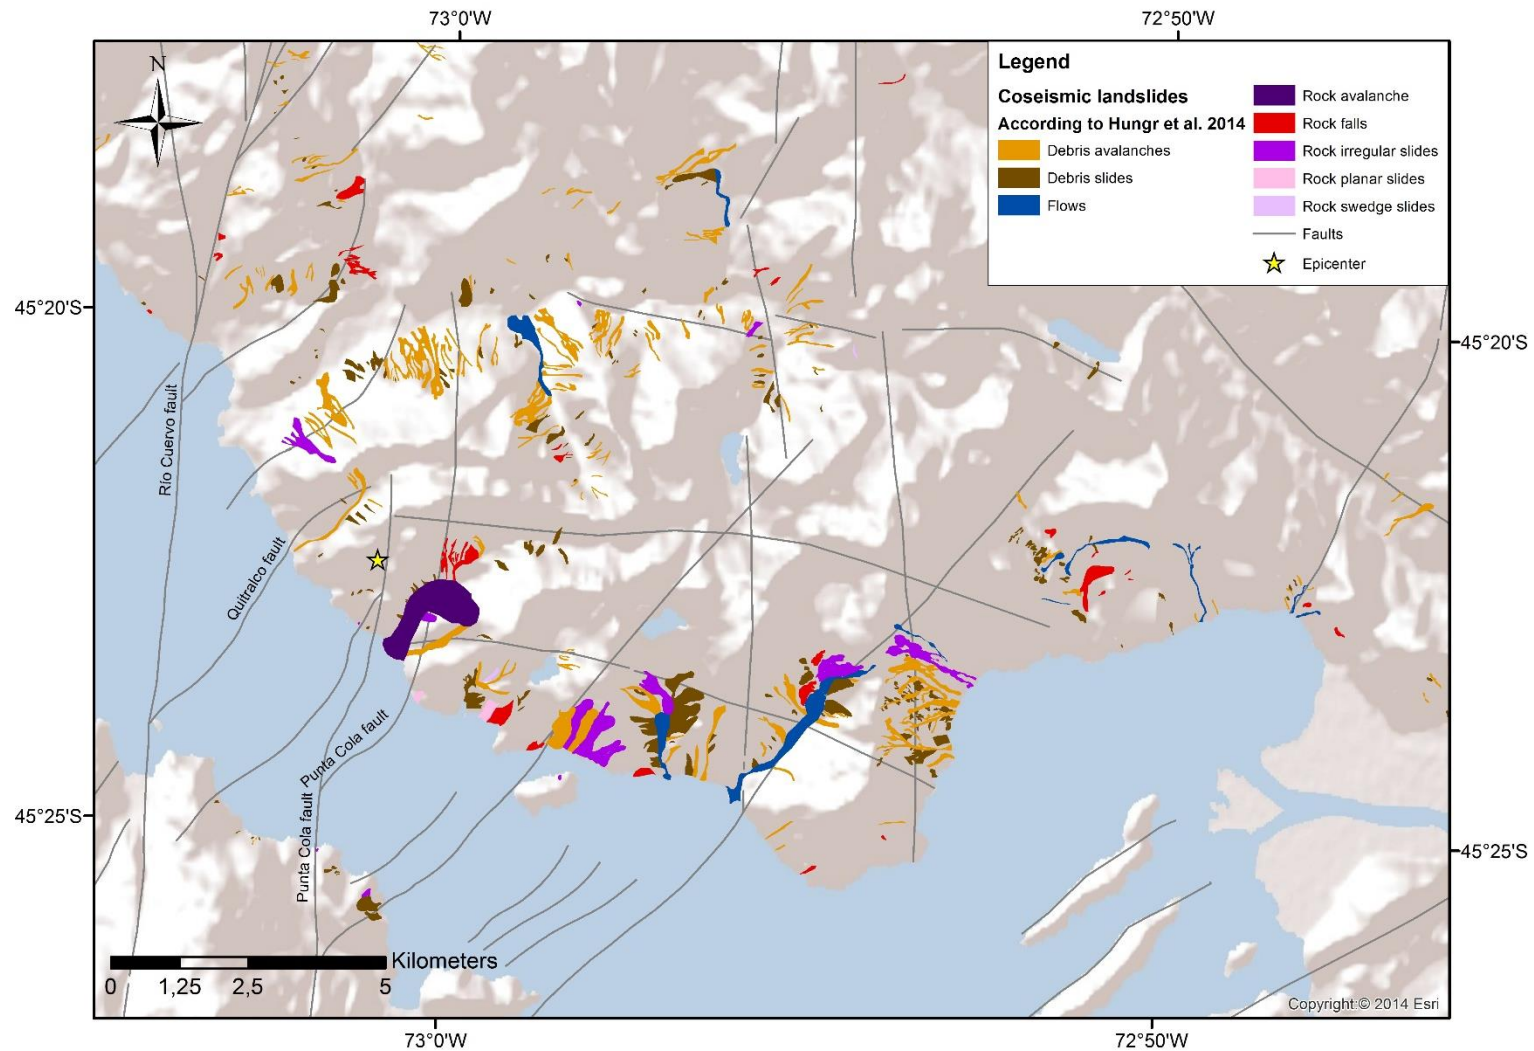 73°0'W
72°50'W
N
Legend
Coseismic landslides
According to Hungr et al. 2014
Debris avalanches
Debris slides
Flows
Rock avalanche
Rock falls
Rock irregular slides
Rock planar slides
Rock swedge slides
Faults
Epicenter
45°20'S
45°20'S
Río Cuervo fault
Quitralco fault
Punta Cola fault
Punta Cola fault
45°25'S
45°25'S
Kilometers
0 1,25 2,5 5
Copyright:© 2014 Esri
73°0'W
72°50'W